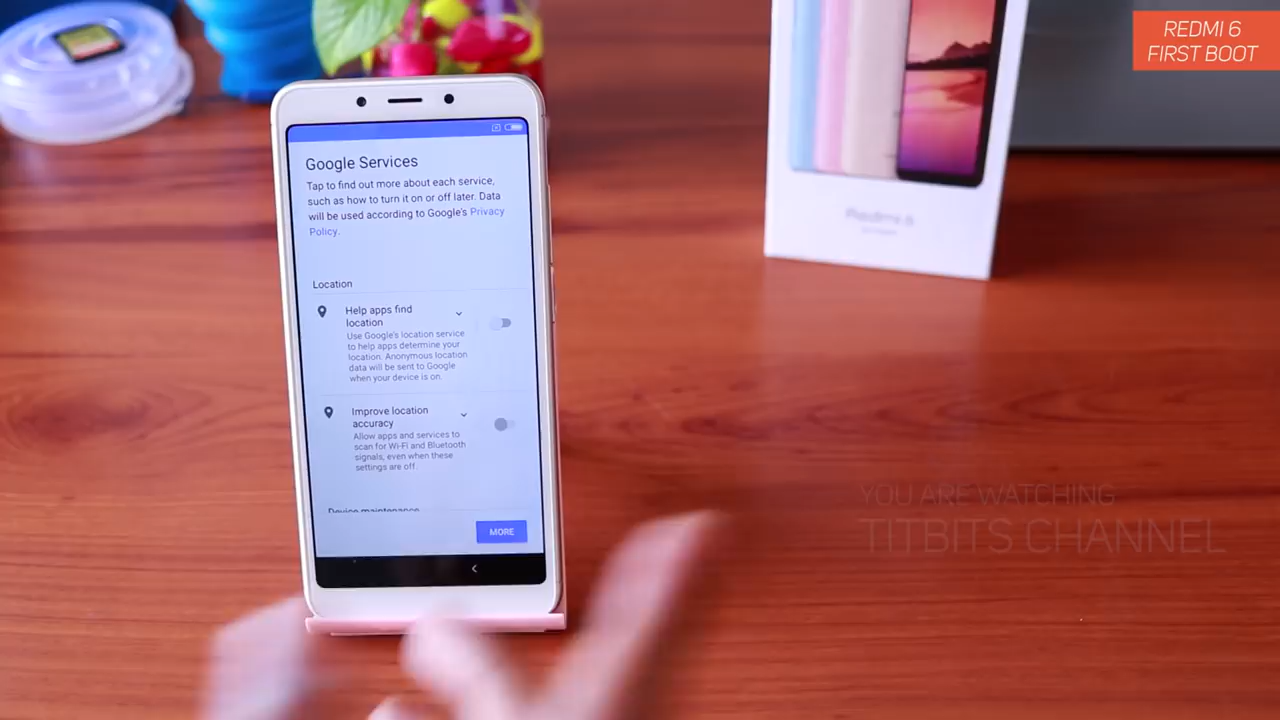 REDMI 6
FIRST BOOT
Google Services
Tap to find out more about each service,
such as how to turn it on or off later. Data
will be used according to Google's Privacy
Policy.
Location
Help apps find
location
Use Google's location service
to help apps determine your
location. Anonymous location
data will be sent to Google
when your device is on.
Improve location
accuracy
Allow apps and services to
scan for Wi-Fi and Bluetooth
signals, even when these
settings are off.
Device maintenance
MORE
Redmi 6
YOU ARE WATCHING
TITBITS CHANNEL